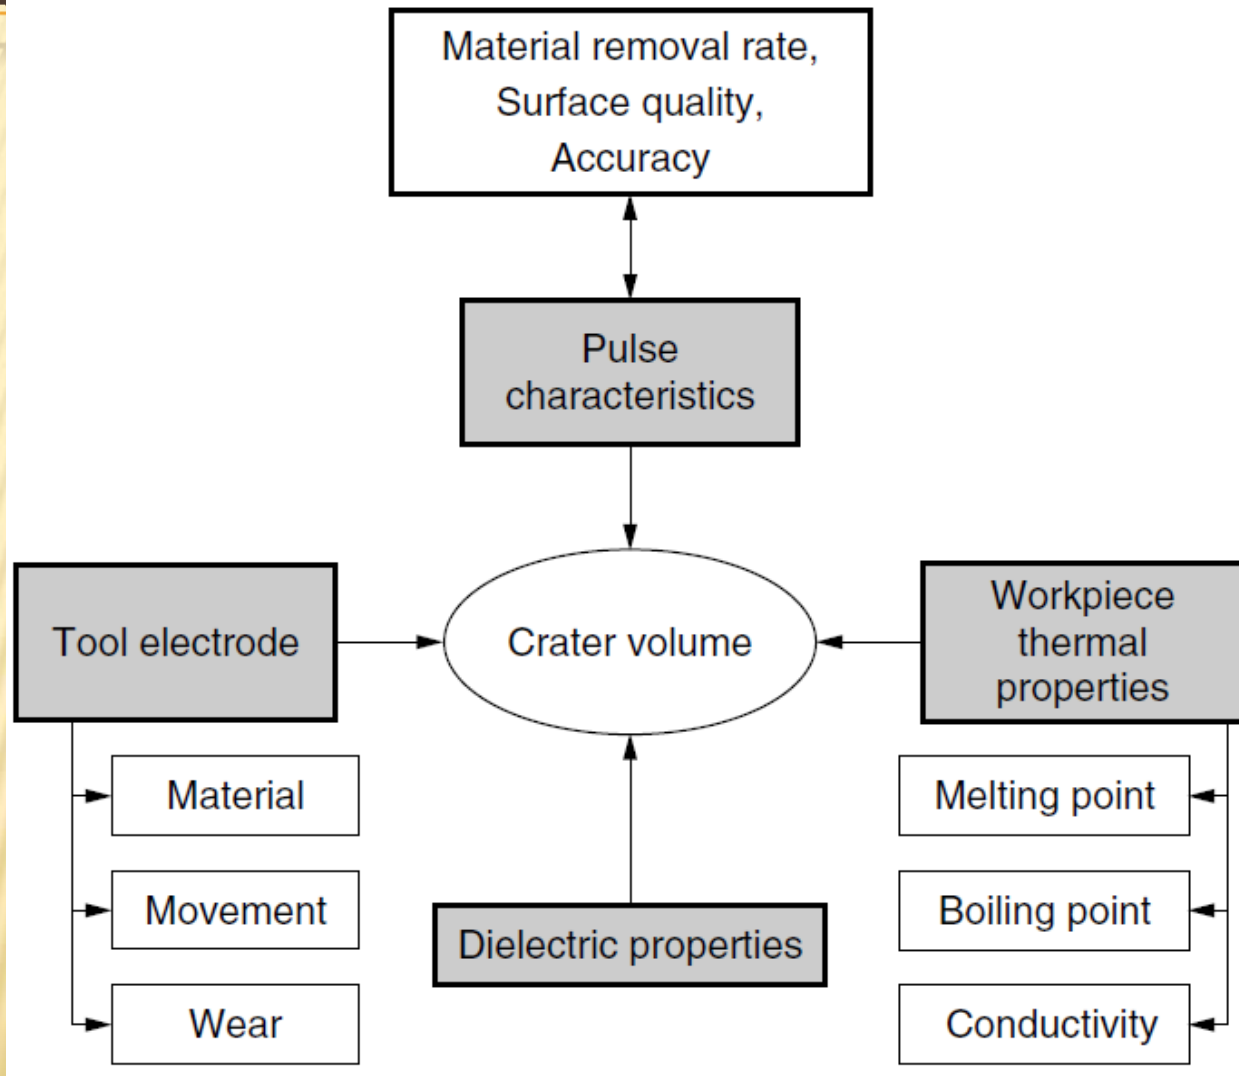 Material removal rate,
Surface quality,
Accuracy
Pulse
characteristics
Tool electrode
Crater volume
Workpiece
thermal
properties
Material
Movement
Wear
Dielectric properties
Melting point
Boiling point
Conductivity